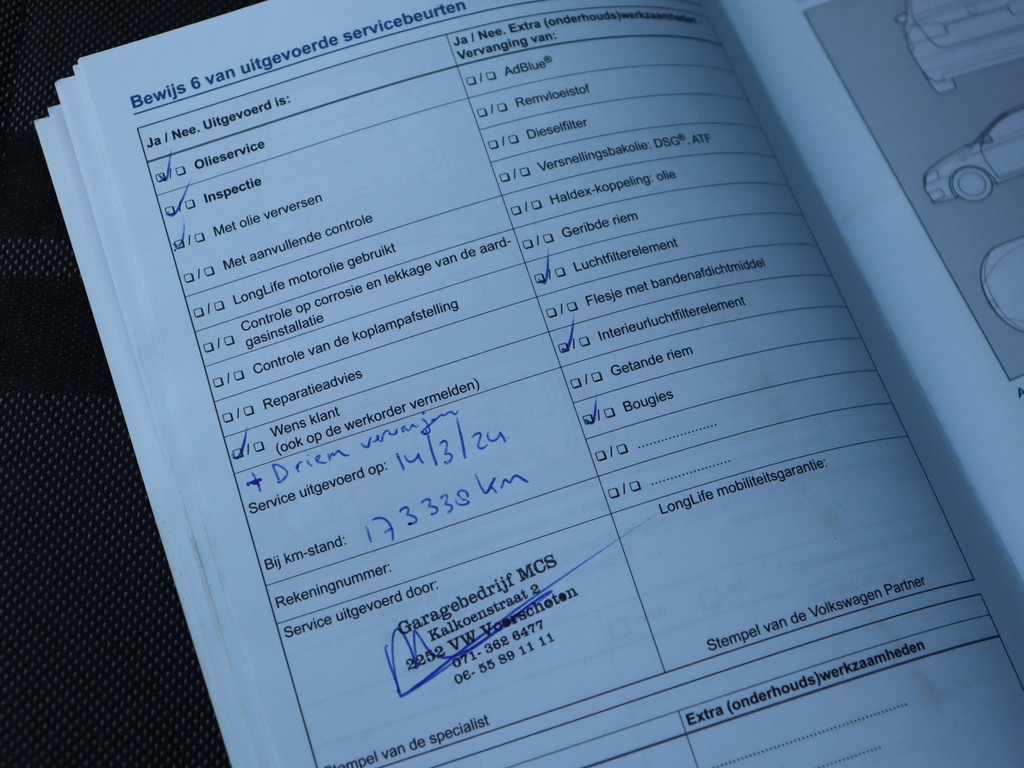 Bewijs 6 van uitgevoerde servicebeurten
Ja / Nee. Uitgevoerd is:
❏ / ❏ Olieservice
❏ / ❏ Inspectie
❏ / ❏ Met olie verversen
❏ / ❏ Met aanvullende controle
❏ / ❏ LongLife motorolie gebruikt
❏ / ❏ Controle op corrosie en lekkage van de aard-
gasinstallatie
❏ / ❏ Controle van de koplampafstelling
❏ / ❏ Reparatieadvies
❏ / ❏ Wens klant
(ook op de werkorder vermelden)
+ Driem
Service uitgevoerd op: 14/3/24
Bij km-stand: 173338 km
Rekeningnummer:
Service uitgevoerd door:
Garagebedrijf MCS
Kalkoenstraat 2
2252 VW Voorschoten
071- 362 6477
06- 55 89 11 11
Stempel van de specialist
Ja / Nee. Extra (onderhouds)werkzaamheden
Vervanging van:
❏ / ❏ AdBlue®
❏ / ❏ Remvloeistof
❏ / ❏ Dieselfilter
❏ / ❏ Versnellingsbakolie: DSG®, ATF
❏ / ❏ Haldex-koppeling: olie
❏ / ❏ Geribde riem
❏ / ❏ Luchtfilterelement
❏ / ❏ Flesje met bandenafdichtmiddel
❏ / ❏ Interieurluchtfilterelement
❏ / ❏ Getande riem
❏ / ❏ Bougies
❏ / ❏ ....................
❏ / ❏ ....................
LongLife mobiliteitsgarantie:
Stempel van de Volkswagen Partner
Extra (onderhouds)werkzaamheden